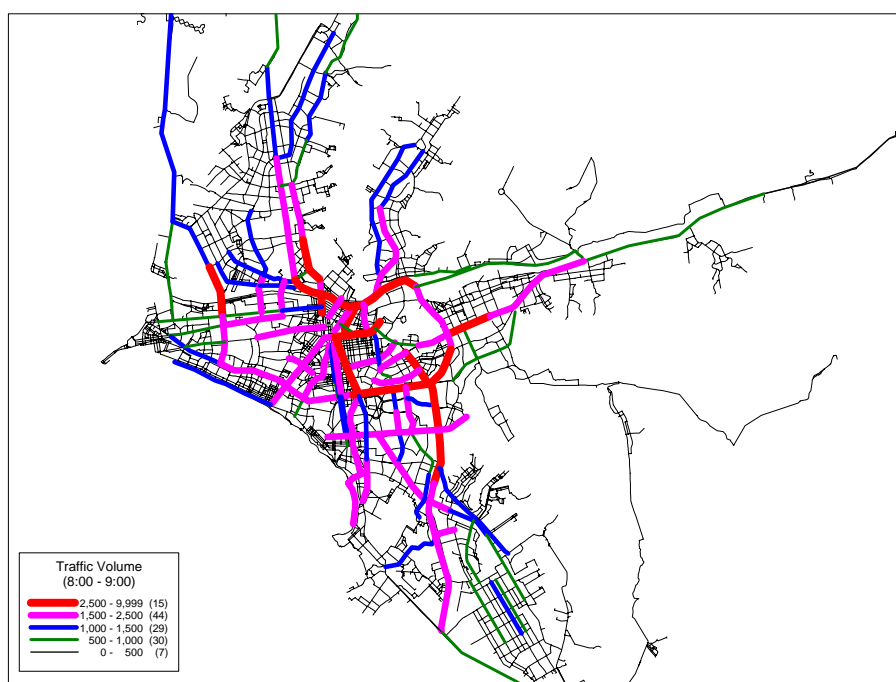 Traffic Volume
(8:00 - 9:00)
2,500 - 9,999 (15)
1,500 - 2,500 (44)
1,000 - 1,500 (29)
500 - 1,000 (30)
0 - 500 (7)